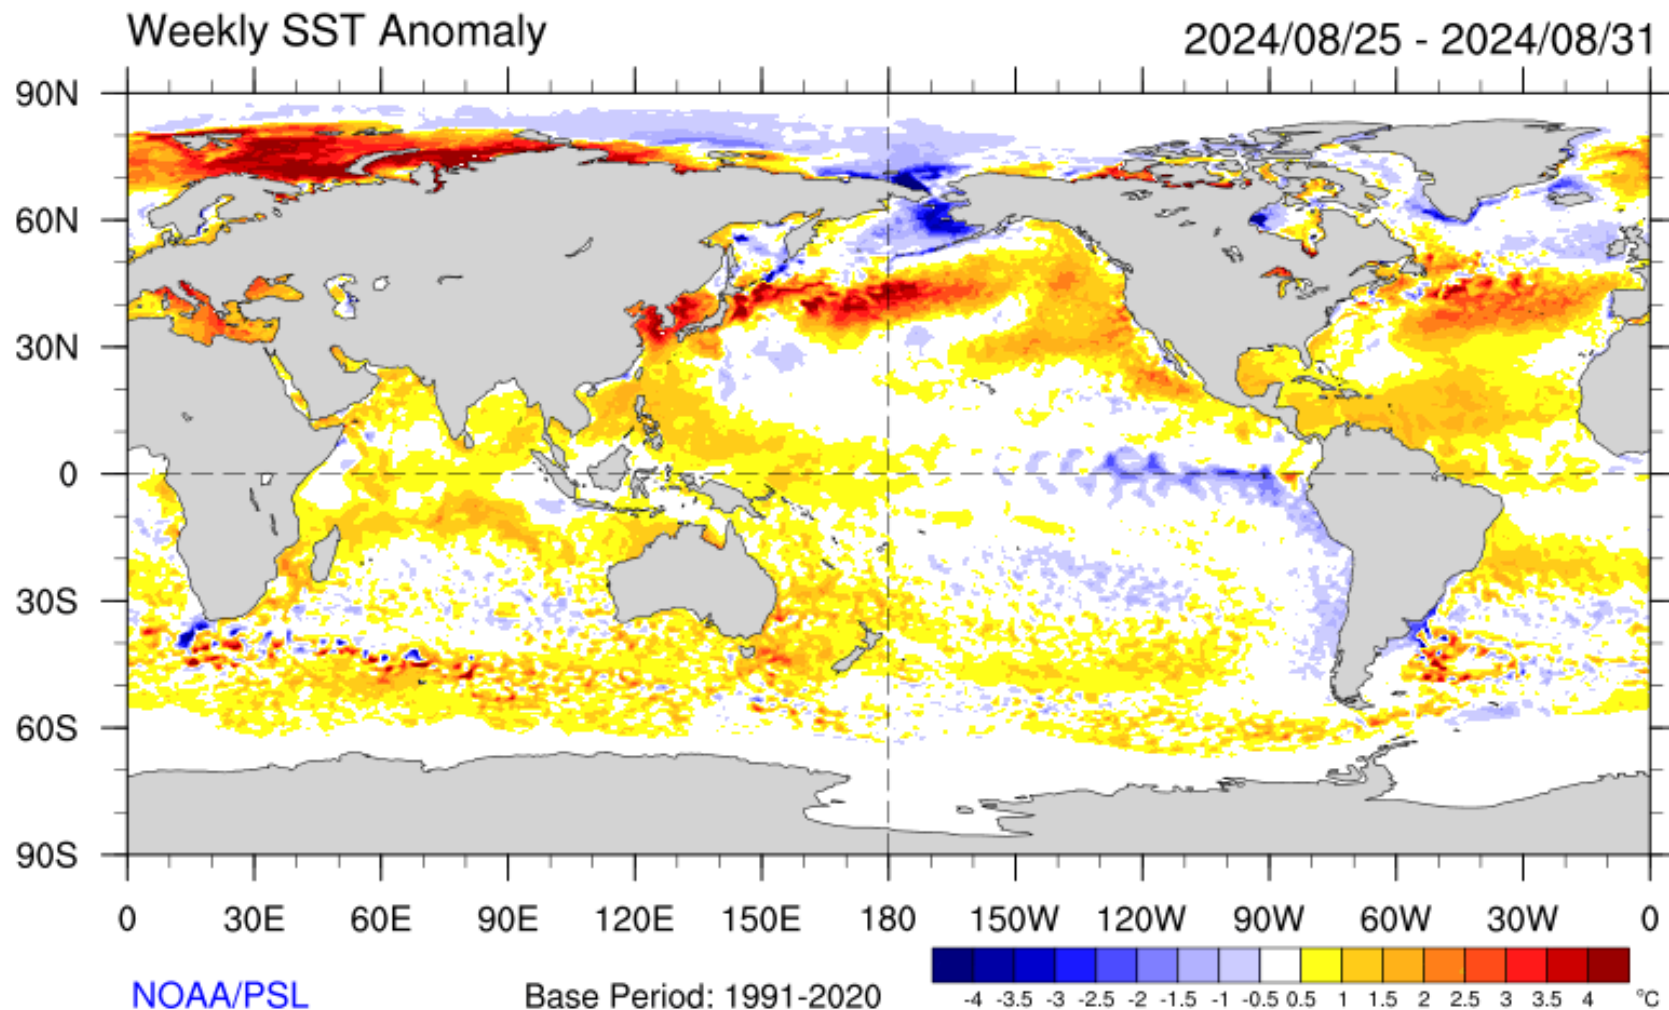 Weekly SST Anomaly 2024/08/25 - 2024/08/31
90N
60N
30N
0
30S
60S
90S
0 30E 60E 90E 120E 150E 180 150W 120W 90W 60W 30W 0
-4 -3.5 -3 -2.5 -2 -1.5 -1 -0.5 0.5 1 1.5 2 2.5 3 3.5 4 °C
NOAA/PSL Base Period: 1991-2020